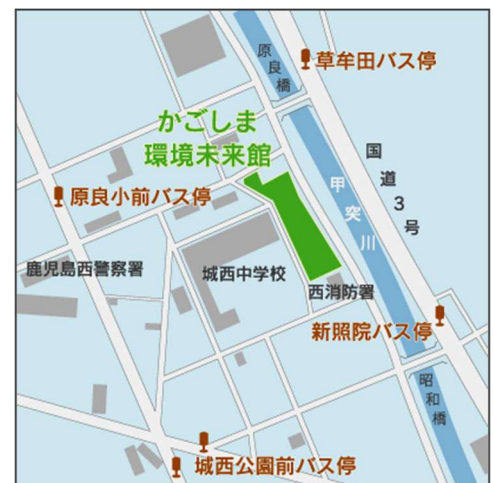 原良橋
草牟田バス停
かごしま
環境未来館
国道3号
甲突川
原良小前バス停
鹿児島西警察署
城西中学校
西消防署
新照院バス停
昭和橋
城西公園前バス停